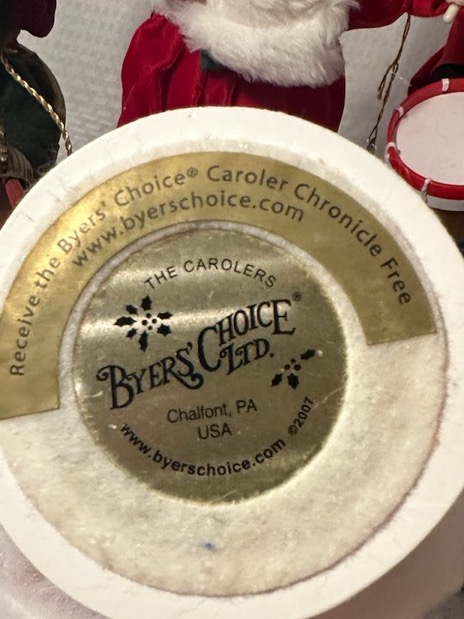 Receive the Byers' Choice® Caroler Chronicle Free
www.byerschoice.com
THE CAROLERS
BYERS' CHOICE®
LTD.
Chalfont, PA
USA
www.byerschoice.com ©2007